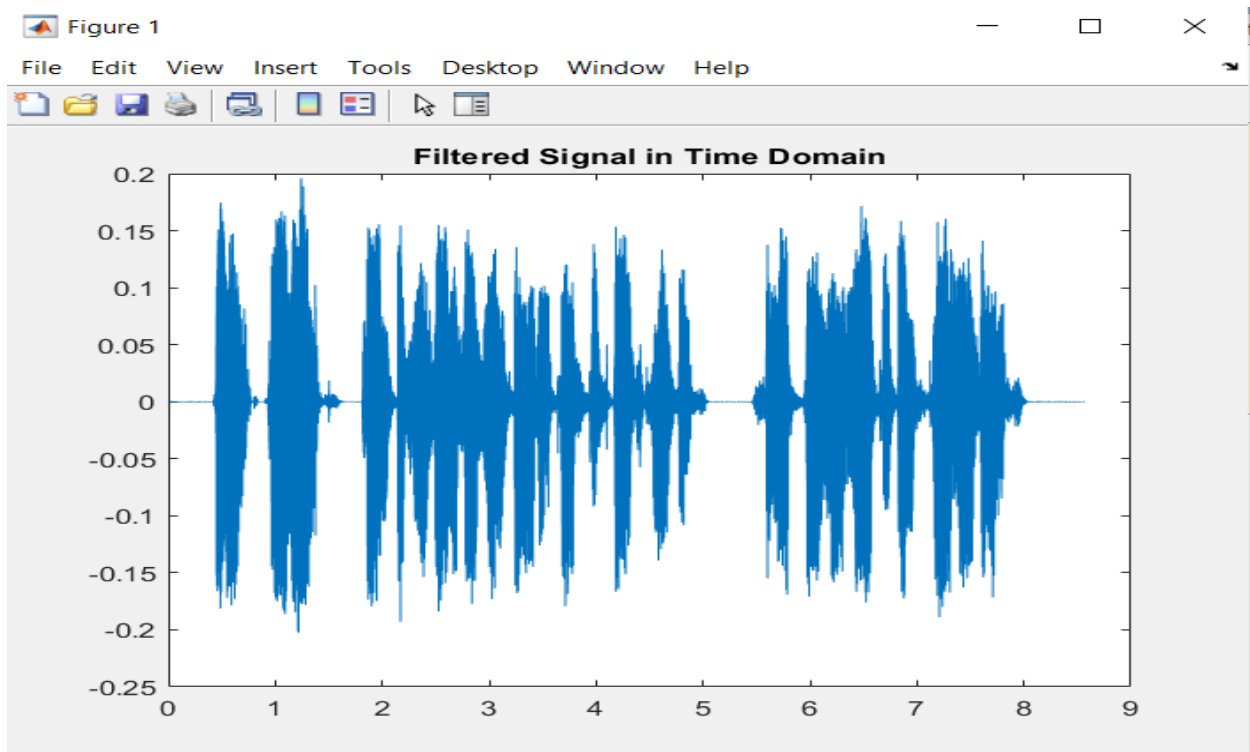 Figure 1
File Edit View Insert Tools Desktop Window Help
Filtered Signal in Time Domain
0.2
0.15
0.1
0.05
0
-0.05
-0.1
-0.15
-0.2
-0.25
0 1 2 3 4 5 6 7 8 9